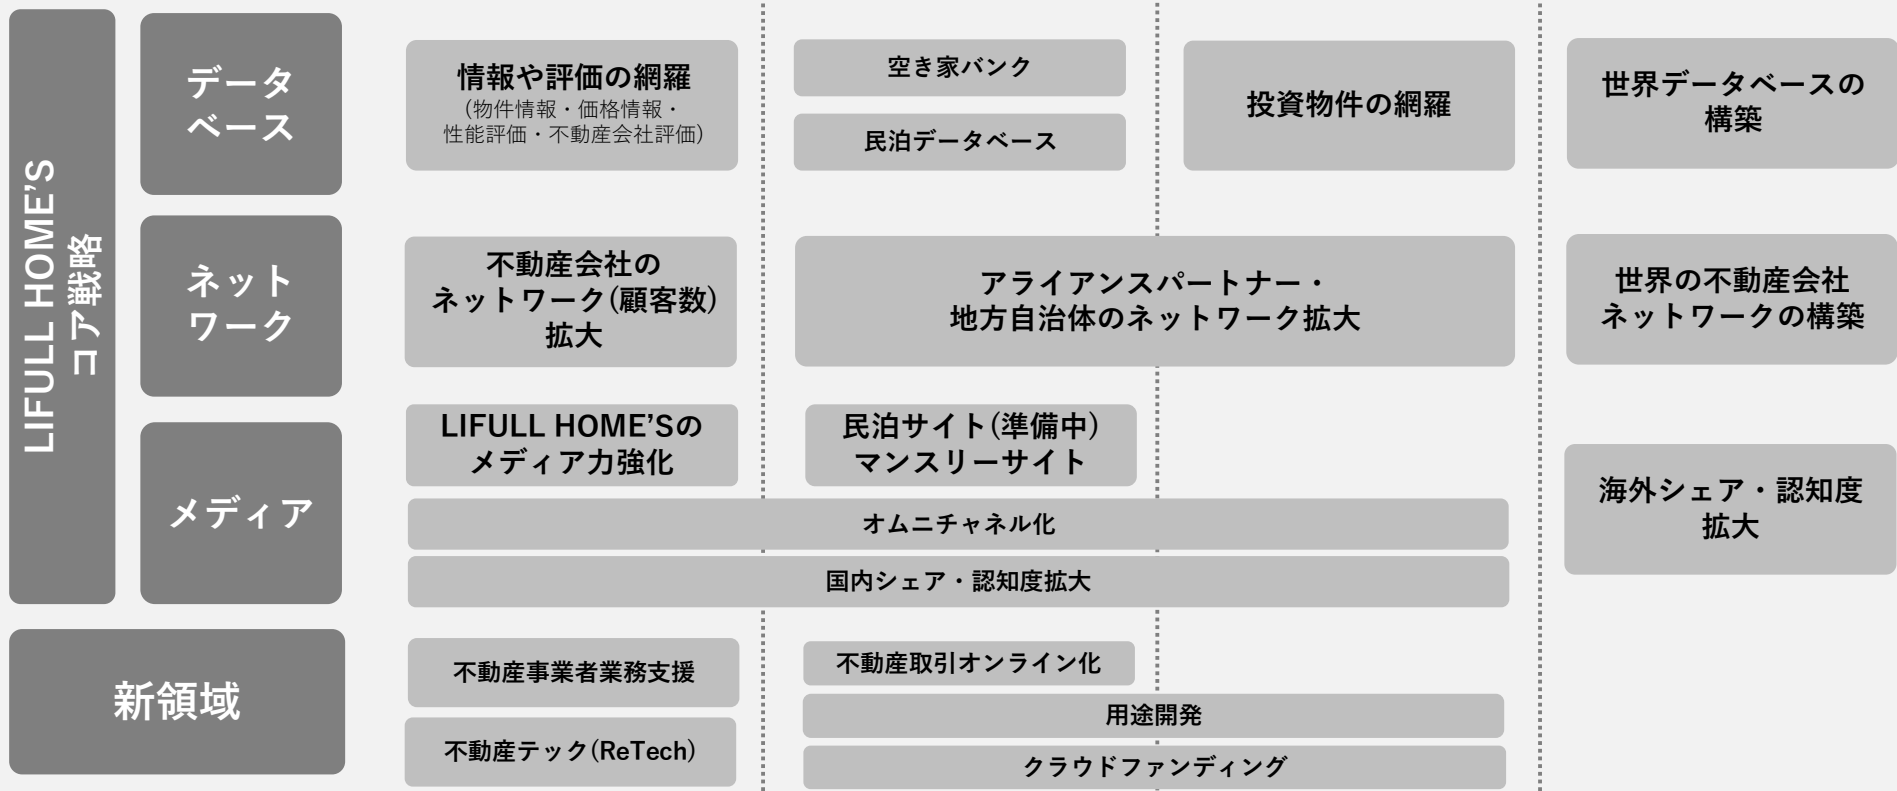 LIFULL HOME’S
コア戦略
データ
ベース
情報や評価の網羅
(物件情報・価格情報・
性能評価・不動産会社評価)
空き家バンク
民泊データベース
投資物件の網羅
世界データベースの
構築
ネット
ワーク
不動産会社の
ネットワーク(顧客数)
拡大
アライアンスパートナー・
地方自治体のネットワーク拡大
世界の不動産会社
ネットワークの構築
メディア
LIFULL HOME’Sの
メディア力強化
民泊サイト(準備中)
マンスリーサイト
オムニチャネル化
国内シェア・認知度拡大
海外シェア・認知度
拡大
新領域
不動産事業者業務支援
不動産テック(ReTech)
不動産取引オンライン化
用途開発
クラウドファンディング